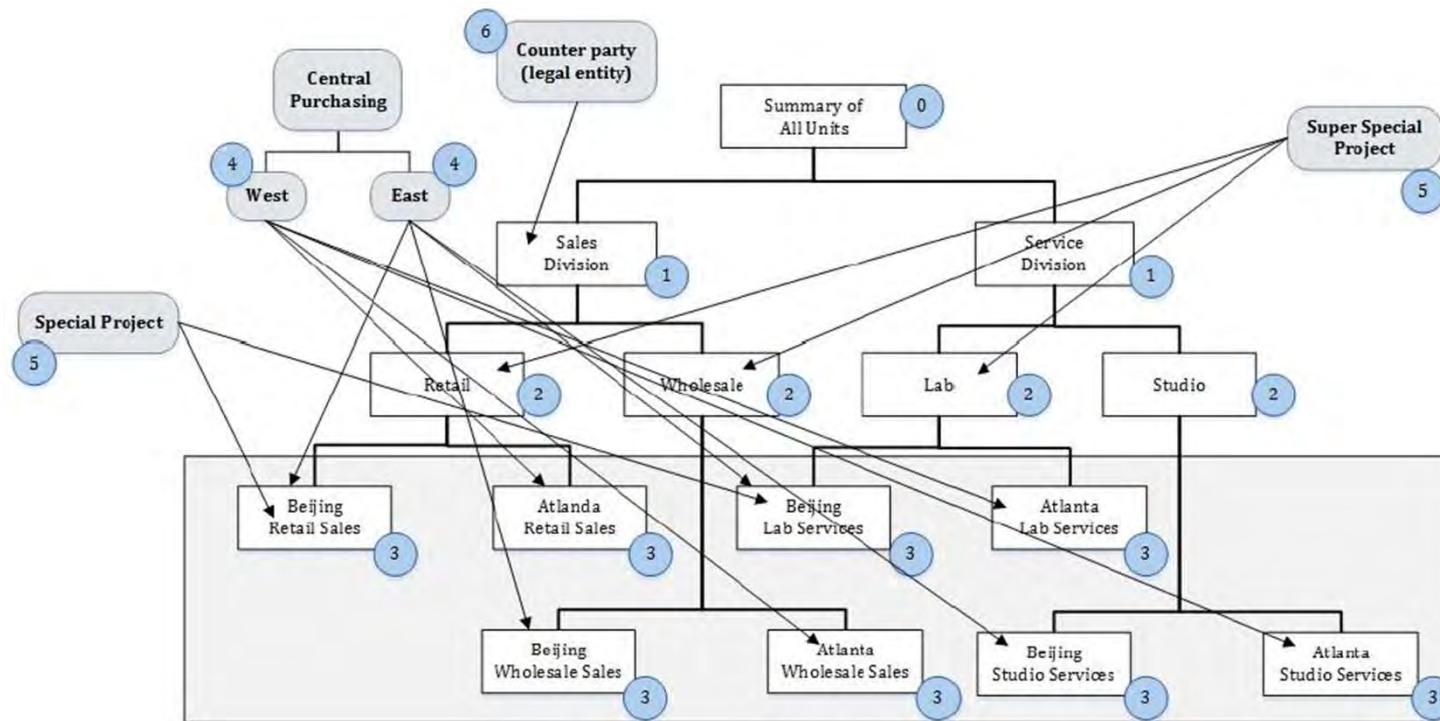 6
Counter party
(legal entity)
Central
Purchasing
Summary of
All Units
0
Super Special
Project
5
4
West
East
4
Sales
Division
1
Service
Division
1
Special Project
5
Retail
2
Wholesale
2
Lab
2
Studio
2
Beijing
Retail Sales
3
Atlanda
Retail Sales
3
Beijing
Lab Services
3
Atlanta
Lab Services
3
Beijing
Wholesale Sales
3
Atlanta
Wholesale Sales
3
Beijing
Studio Services
3
Atlanta
Studio Services
3